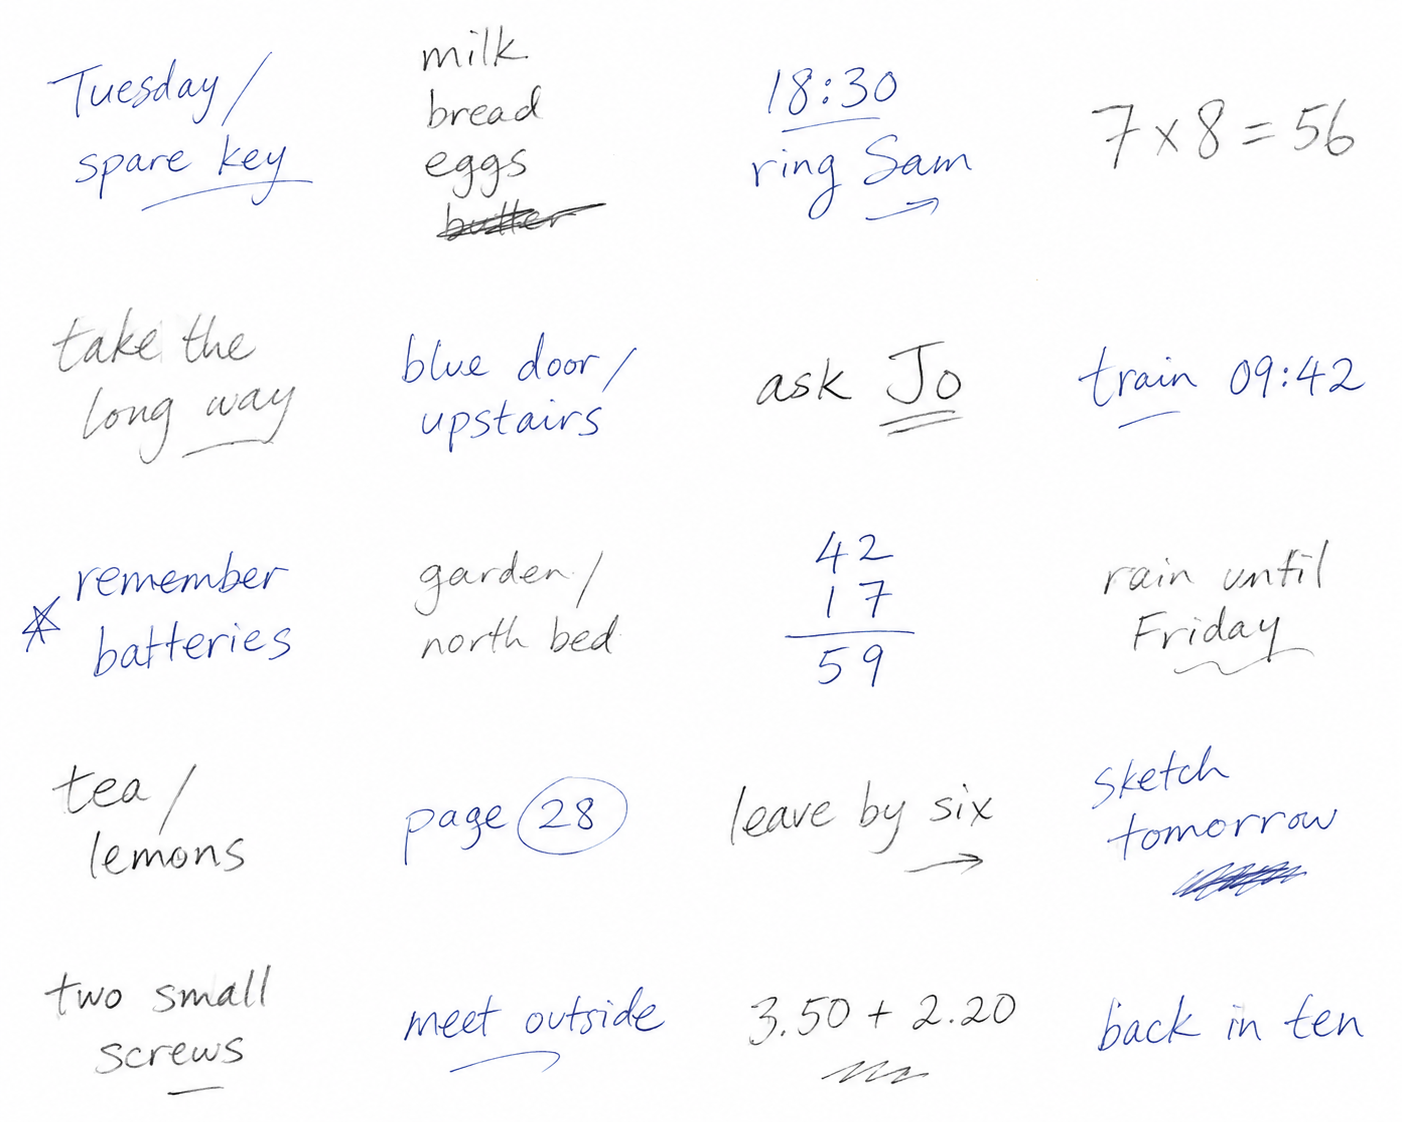 Tuesday /
spare key
milk
bread
eggs
butter
18:30
ring Sam
7 x 8 = 56
take the
long way
blue door /
upstairs
ask Jo
train 09:42
remember
batteries
garden /
north bed
42
17
59
rain until
Friday
tea /
lemons
page 28
leave by six
sketch
tomorrow
two small
screws
meet outside
3.50 + 2.20
back in ten